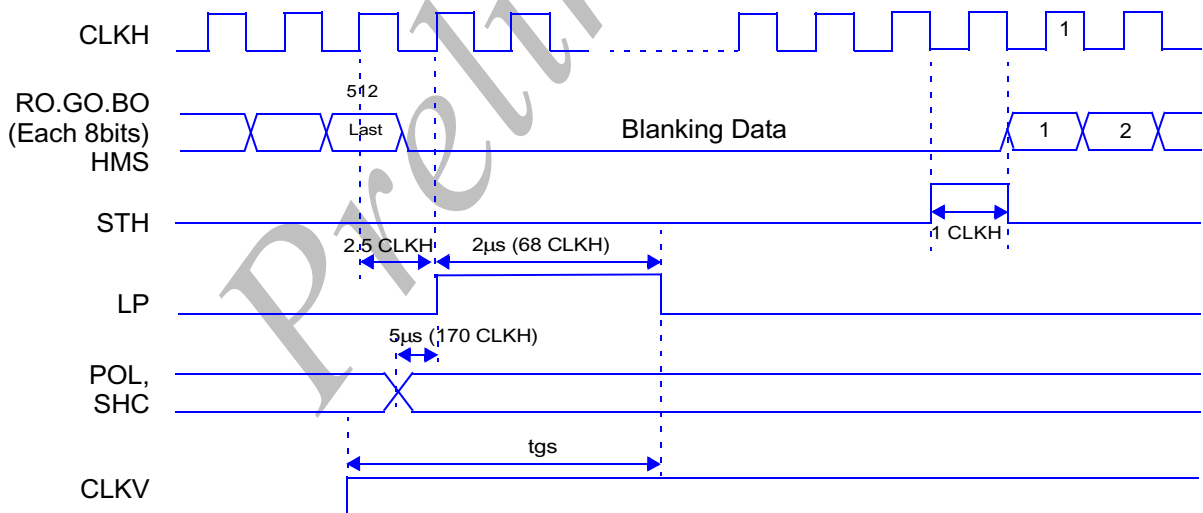 CLKH
1
RO.GO.BO
(Each 8bits)
HMS
512
Last
Blanking Data
1
2
STH
1 CLKH
2.5 CLKH
2µs (68 CLKH)
LP
5µs (170 CLKH)
POL,
SHC
tgs
CLKV